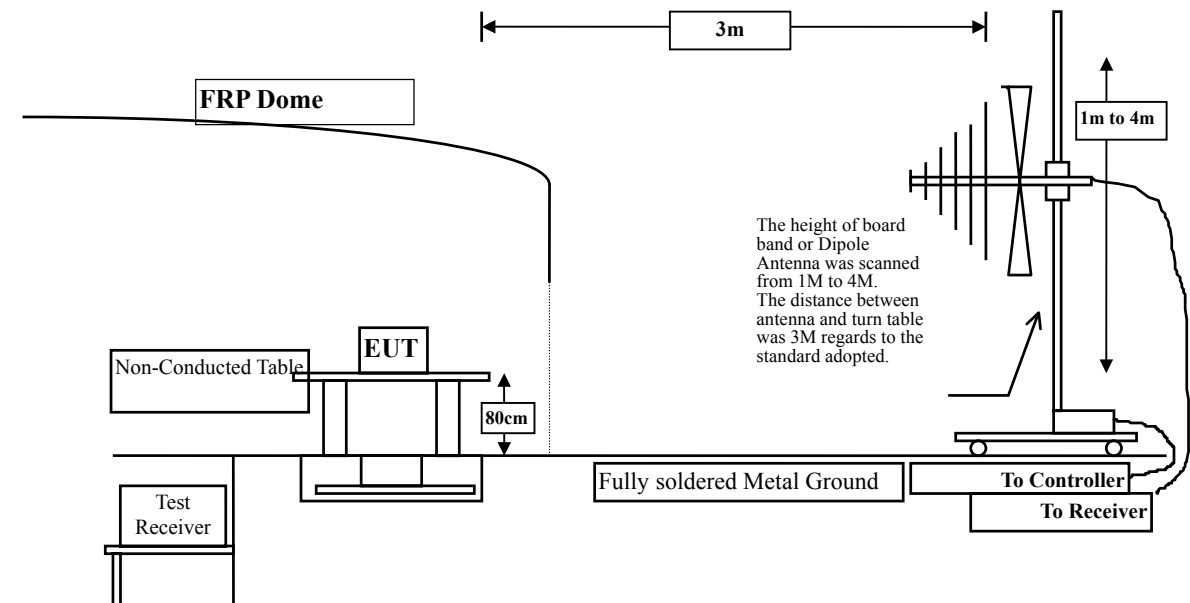 3m
FRP Dome
1m to 4m
The height of board
band or Dipole
Antenna was scanned
from 1M to 4M.
The distance between
antenna and turn table
was 3M regards to the
standard adopted.
EUT
Non-Conducted Table
80cm
Fully soldered Metal Ground
To Controller
Test
Receiver
To Receiver